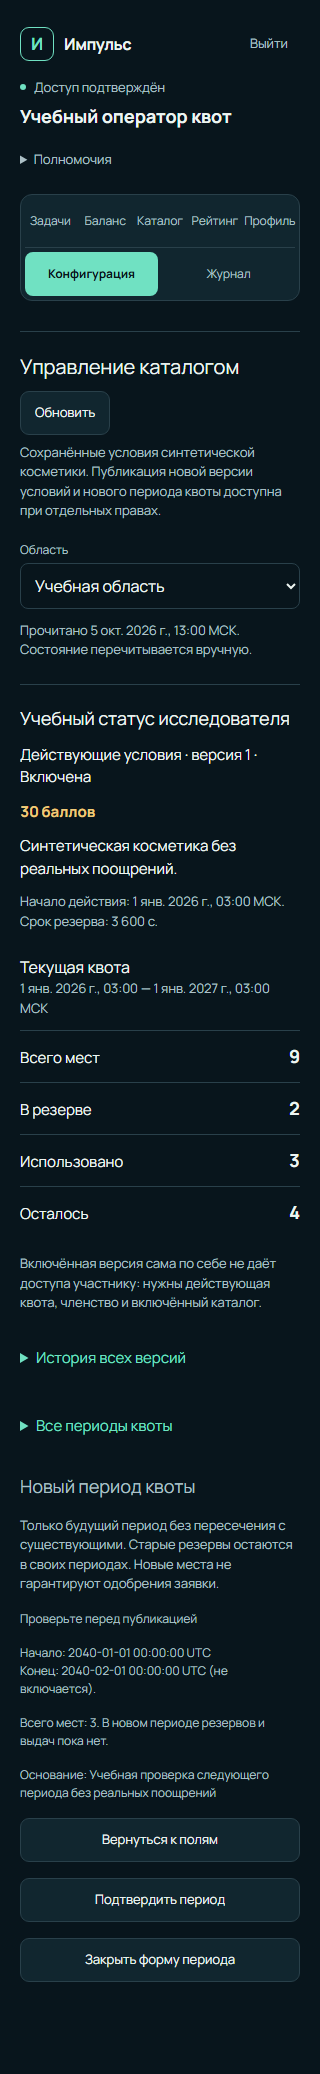 И Импульс Выйти
Доступ подтверждён
Учебный оператор квот
Полномочия
Задачи Баланс Каталог Рейтинг Профиль
Конфигурация Журнал
Управление каталогом
Обновить
Сохранённые условия синтетической
косметики. Публикация новой версии
условий и нового периода квоты доступна
при отдельных правах.
Область
Учебная область
Прочитано 5 окт. 2026 г., 13:00 МСК.
Состояние перечитывается вручную.
Учебный статус исследователя
Действующие условия · версия 1 ·
Включена
30 баллов
Синтетическая косметика без
реальных поощрений.
Начало действия: 1 янв. 2026 г., 03:00 МСК.
Срок резерва: 3 600 с.
Текущая квота
1 янв. 2026 г., 03:00 — 1 янв. 2027 г., 03:00
МСК
Всего мест 9
В резерве 2
Использовано 3
Осталось 4
Включённая версия сама по себе не даёт
доступа участнику: нужны действующая
квота, членство и включённый каталог.
История всех версий
Все периоды квоты
Новый период квоты
Только будущий период без пересечения с
существующими. Старые резервы остаются
в своих периодах. Новые места не
гарантируют одобрения заявки.
Проверьте перед публикацией
Начало: 2040-01-01 00:00:00 UTC
Конец: 2040-02-01 00:00:00 UTC (не
включается).
Всего мест: 3. В новом периоде резервов и
выдач пока нет.
Основание: Учебная проверка следующего
периода без реальных поощрений
Вернуться к полям
Подтвердить период
Закрыть форму периода